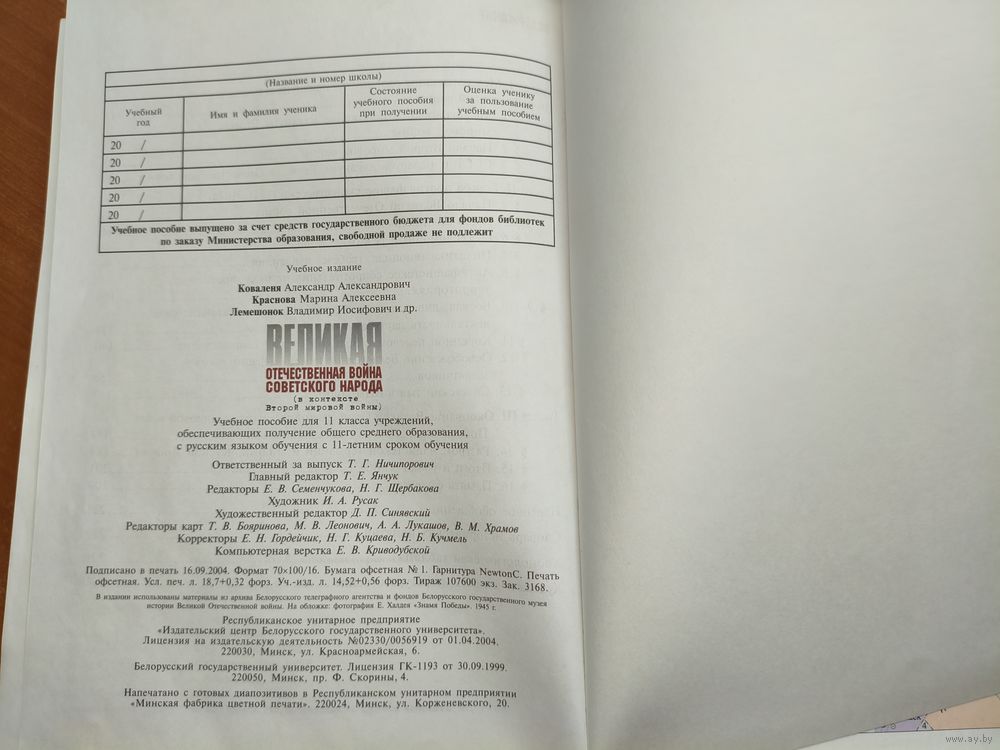 (Название и номер школы)
Учебный год
Имя и фамилия ученика
Состояние учебного пособия при получении
Оценка ученику за пользование учебным пособием
20 /
20 /
20 /
20 /
20 /
Учебное пособие выпущено за счет средств государственного бюджета для фондов библиотек
по заказу Министерства образования, свободной продаже не подлежит
Учебное издание
Коваленя Александр Александрович
Краснова Марина Алексеевна
Лемешонок Владимир Иосифович и др.
ВЕЛИКАЯ
ОТЕЧЕСТВЕННАЯ ВОЙНА
СОВЕТСКОГО НАРОДА
(в контексте
Второй мировой войны)
Учебное пособие для 11 класса учреждений,
обеспечивающих получение общего среднего образования,
с русским языком обучения с 11-летним сроком обучения
Ответственный за выпуск Т. Г. Ничипорович
Главный редактор Т. Е. Янчук
Редакторы Е. В. Семенчукова, Н. Г. Щербакова
Художник И. А. Русак
Художественный редактор Д. П. Синявский
Редакторы карт Т. В. Бояринова, М. В. Леонович, А. А. Лукашов, В. М. Храмов
Корректоры Е. Н. Гордейчик, Н. Г. Куцаева, Н. Б. Кучмель
Компьютерная верстка Е. В. Криводубской
Подписано в печать 16.09.2004. Формат 70×100/16. Бумага офсетная № 1. Гарнитура NewtonC. Печать
офсетная. Усл. печ. л. 18,7+0,32 форз. Уч.-изд. л. 14,52+0,56 форз. Тираж 107600 экз. Зак. 3168.
В издании использованы материалы из архива Белорусского телеграфного агентства и фондов Белорусского государственного музея
истории Великой Отечественной войны. На обложке: фотография Е. Халдея «Знамя Победы». 1945 г.
Республиканское унитарное предприятие
«Издательский центр Белорусского государственного университета».
Лицензия на издательскую деятельность №02330/0056919 от 01.04.2004.
220030, Минск, ул. Красноармейская, 6.
Белорусский государственный университет. Лицензия ГК-1193 от 30.09.1999.
220050, Минск, пр. Ф. Скорины, 4.
Напечатано с готовых диапозитивов в Республиканском унитарном предприятии
«Минская фабрика цветной печати». 220024, Минск, ул. Корженевского, 20.
www.ay.by